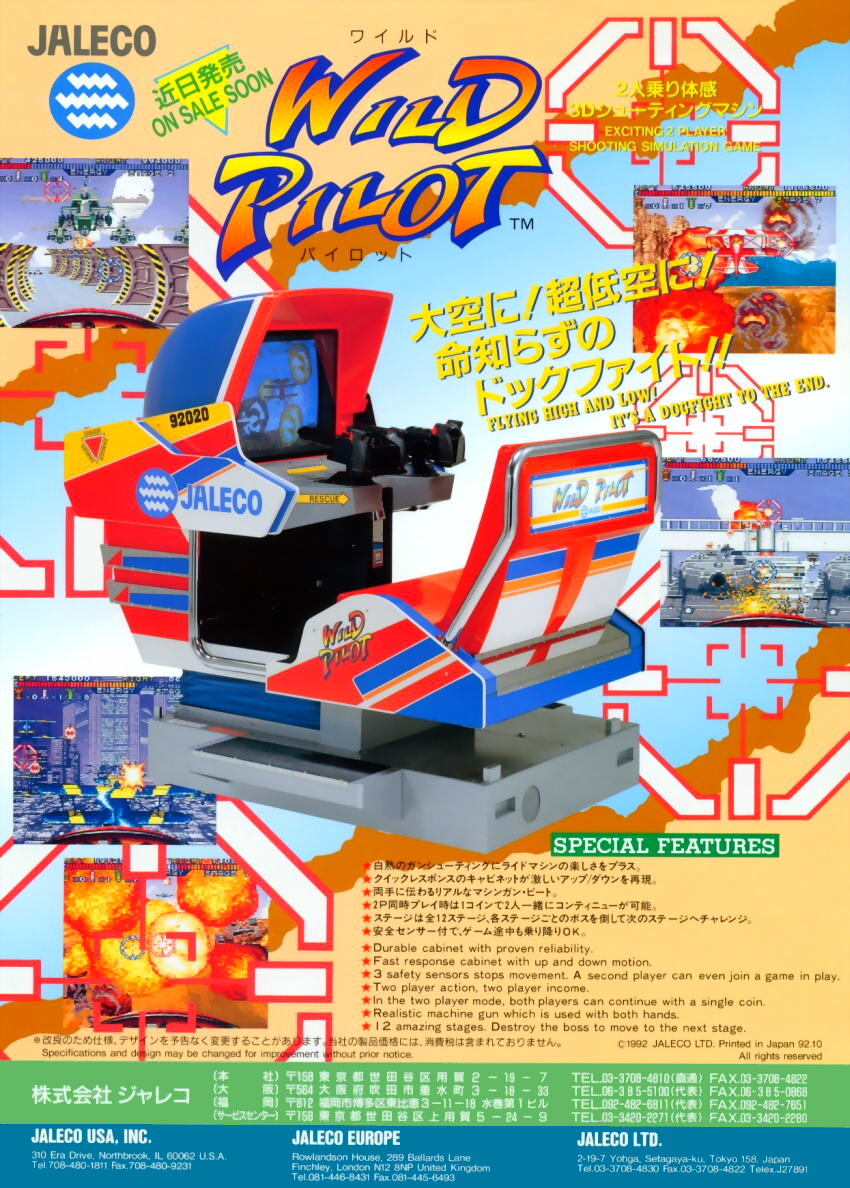 JALECO
近日発売
ON SALE SOON
ワイルド
WILD
PILOT
TM
パイロット
2人乗り体感
3Dシューティングマシン
EXCITING 2 PLAYER
SHOOTING SIMULATION GAME
大空に!超低空に!
命知らずの
ドックファイト!!
FLYING HIGH AND LOW!
IT'S A DOGFIGHT TO THE END.
92020
JALECO
RESCUE
WILD PILOT
WILD
PILOT
SPECIAL FEATURES
★白熱のガンシューティングにライドマシンの楽しさをプラス。
★クイックレスポンスのキャビネットが激しいアップ/ダウンを再現。
★両手に伝わるリアルなマシンガン・ビート。
★2P同時プレイ時は1コインで2人一緒にコンティニューが可能。
★ステージは全12ステージ、各ステージごとのボスを倒して次のステージへチャレンジ。
★安全センサー付で、ゲーム途中も乗り降りOK。
★Durable cabinet with proven reliability.
★Fast response cabinet with up and down motion.
★3 safety sensors stops movement. A second player can even join a game in play.
★Two player action, two player income.
★In the two player mode, both players can continue with a single coin.
★Realistic machine gun which is used with both hands.
★12 amazing stages. Destroy the boss to move to the next stage.
※改良のため仕様、デザインを予告なく変更することがあります。当社の製品価格には、消費税は含まれておりません。
Specifications and design may be changed for improvement without prior notice.
©1992 JALECO LTD. Printed in Japan 92.10
All rights reserved
株式会社 ジャレコ
(本 社) 〒158 東京都世田谷区用賀2-19-7 TEL.03-3708-4810(直通) FAX.03-3708-4822
(大 阪) 〒564 大阪府吹田市垂水町3-18-33 TEL.06-385-5100(代表) FAX.06-385-0868
(福 岡) 〒812 福岡市博多区東比恵3-11-18 水巻第1ビル TEL.092-482-6811(代表) FAX.092-482-7651
(サービスセンター) 〒158 東京都世田谷区上用賀5-24-9 TEL.03-3420-2271(代表) FAX.03-3420-2280
JALECO USA, INC.
310 Era Drive, Northbrook, IL 60062 U.S.A.
Tel.708-480-1811 Fax.708-480-9231
JALECO EUROPE
Rowlandson House, 289 Ballards Lane
Finchley, London N12 8NP United Kingdom
Tel.081-446-8431 Fax.081-445-6493
JALECO LTD.
2-19-7 Yohga, Setagaya-ku, Tokyo 158, Japan
Tel.03-3708-4830 Fax.03-3708-4822 Telex.J27891